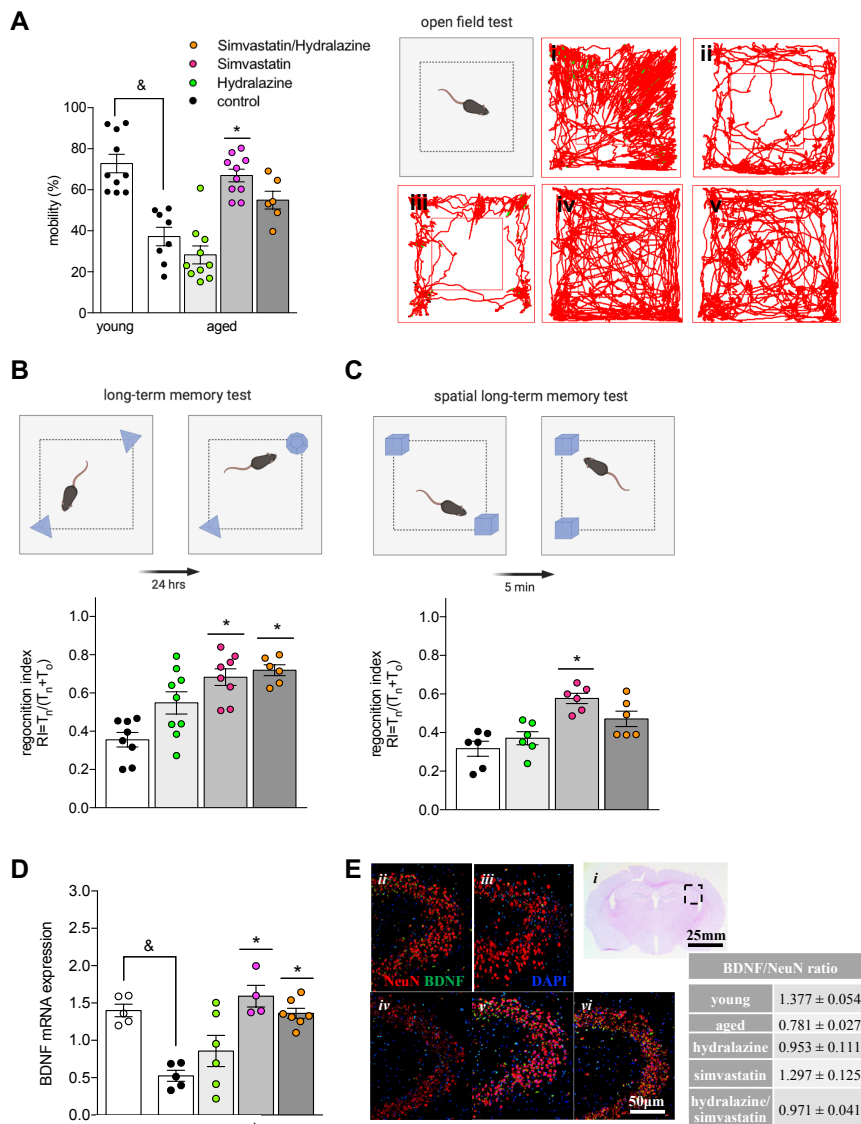 A
Simvastatin/Hydralazine
Simvastatin
Hydralazine
control
&
*
mobility (%)
100
80
60
40
20
0
young
aged
open field test
i
ii
iii
iv
v
B
long-term memory test
24 hrs
regocnition index
RI=Tn/(Tn+To)
1.0
0.8
0.6
0.4
0.2
0.0
*
*
C
spatial long-term memory test
5 min
regocnition index
RI=Tn/(Tn+To)
1.0
0.8
0.6
0.4
0.2
0.0
*
D
BDNF mRNA expression
3.0
2.5
2.0
1.5
1.0
0.5
0.0
&
*
*
E
ii
iii
i
NeuN BDNF
DAPI
25mm
iv
v
vi
50μm
BDNF/NeuN ratio
young 1.377 ± 0.054
aged 0.781 ± 0.027
hydralazine 0.953 ± 0.111
simvastatin 1.297 ± 0.125
hydralazine/
simvastatin 0.971 ± 0.041